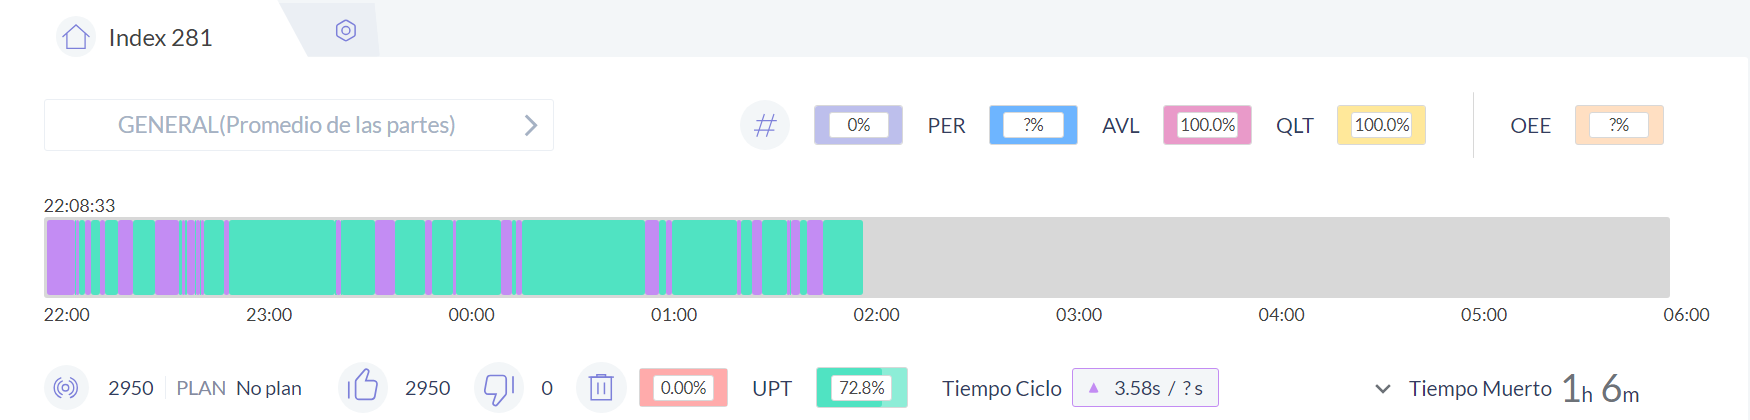 Index 281
GENERAL(Promedio de las partes)
# 0% PER ?% AVL 100.0% QLT 100.0% OEE ?%
22:08:33
22:00 23:00 00:00 01:00 02:00 03:00 04:00 05:00 06:00
2950 PLAN No plan 2950 0 0.00% UPT 72.8% Tiempo Ciclo ▲ 3.58s / ? s Tiempo Muerto 1h 6m